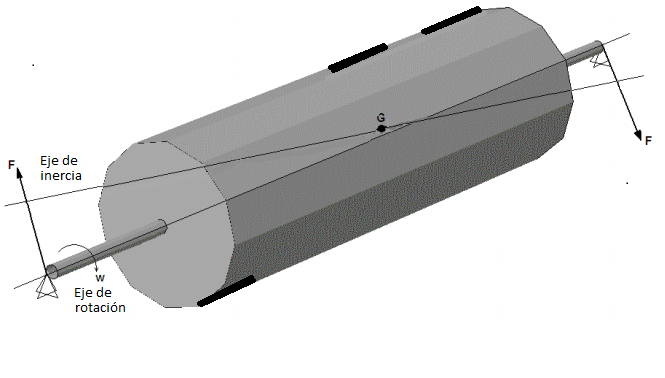 G
F
F
Eje de
inercia
w
Eje de
rotación